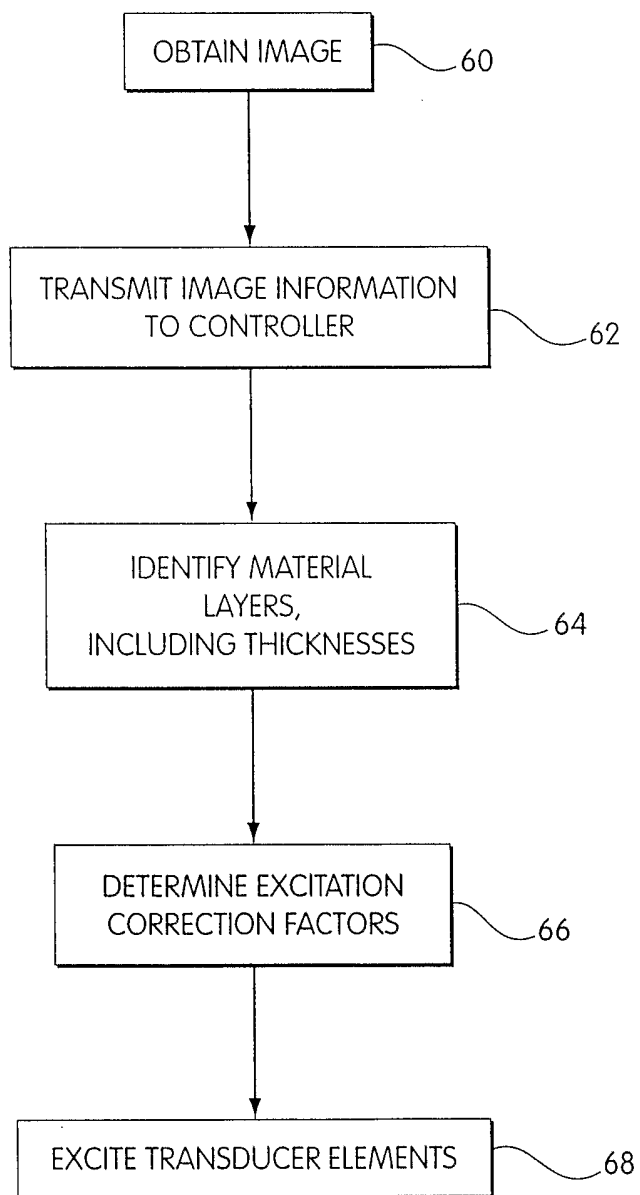 OBTAIN IMAGE
60
TRANSMIT IMAGE INFORMATION
TO CONTROLLER
62
IDENTIFY MATERIAL
LAYERS,
INCLUDING THICKNESSES
64
DETERMINE EXCITATION
CORRECTION FACTORS
66
EXCITE TRANSDUCER ELEMENTS
68